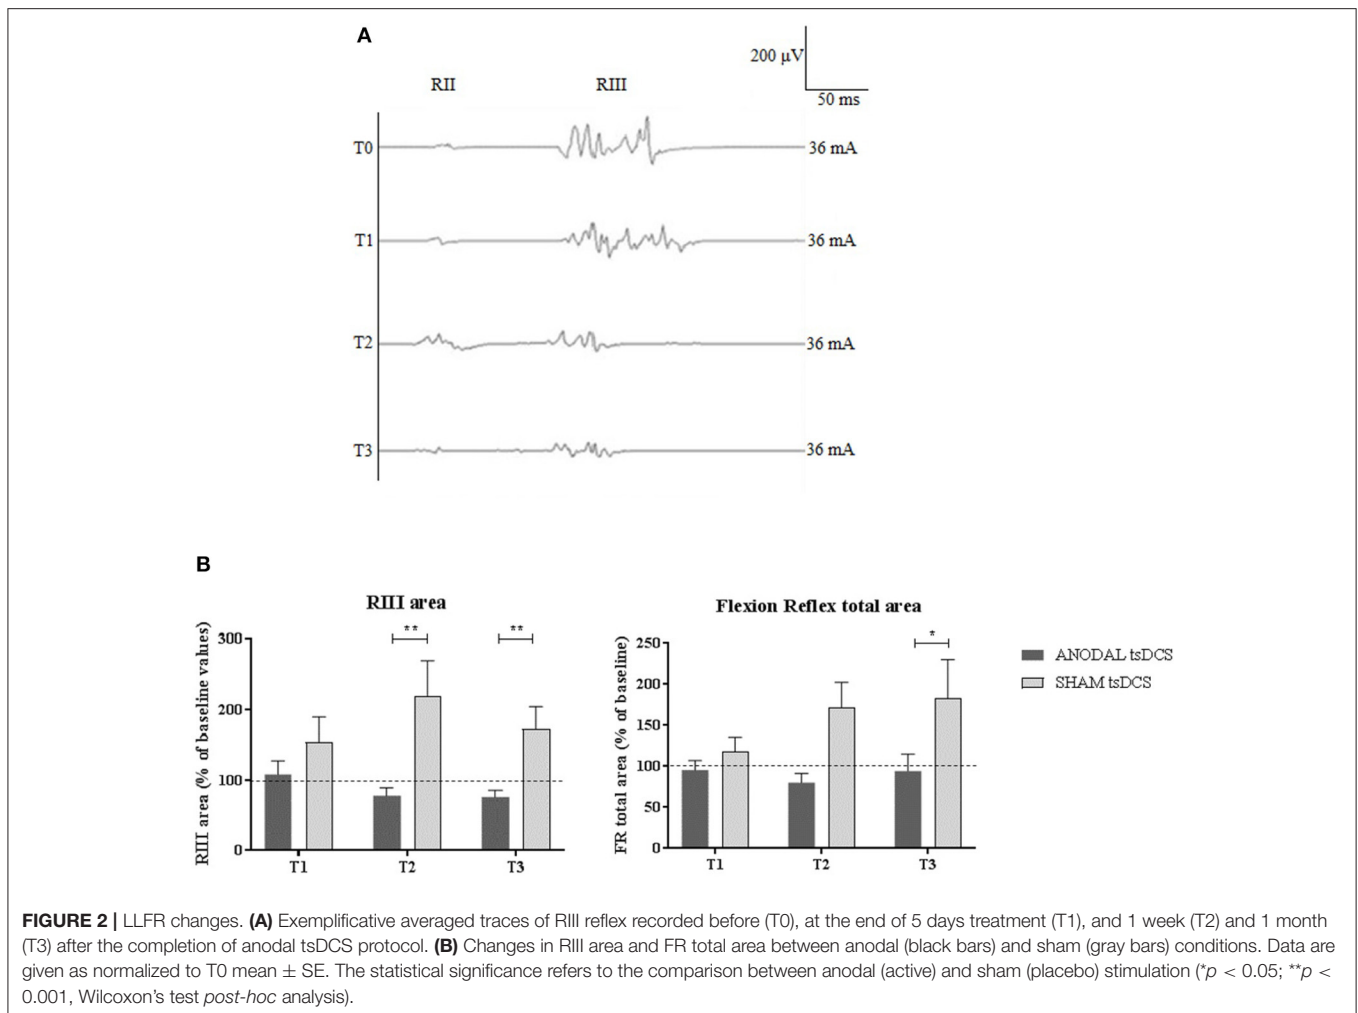 A
200 µV
50 ms
RII RIII
T0 36 mA
T1 36 mA
T2 36 mA
T3 36 mA
B
RIII area
RIII area (% of baseline values)
300
200
100
0
** **
T1 T2 T3
Flexion Reflex total area
FR total area (% of baseline)
250
200
150
100
50
0
*
T1 T2 T3
ANODAL tsDCS
SHAM tsDCS
FIGURE 2 | LLFR changes. (A) Exemplificative averaged traces of RIII reflex recorded before (T0), at the end of 5 days treatment (T1), and 1 week (T2) and 1 month
(T3) after the completion of anodal tsDCS protocol. (B) Changes in RIII area and FR total area between anodal (black bars) and sham (gray bars) conditions. Data are
given as normalized to T0 mean ± SE. The statistical significance refers to the comparison between anodal (active) and sham (placebo) stimulation (*p < 0.05; **p <
0.001, Wilcoxon's test post-hoc analysis).